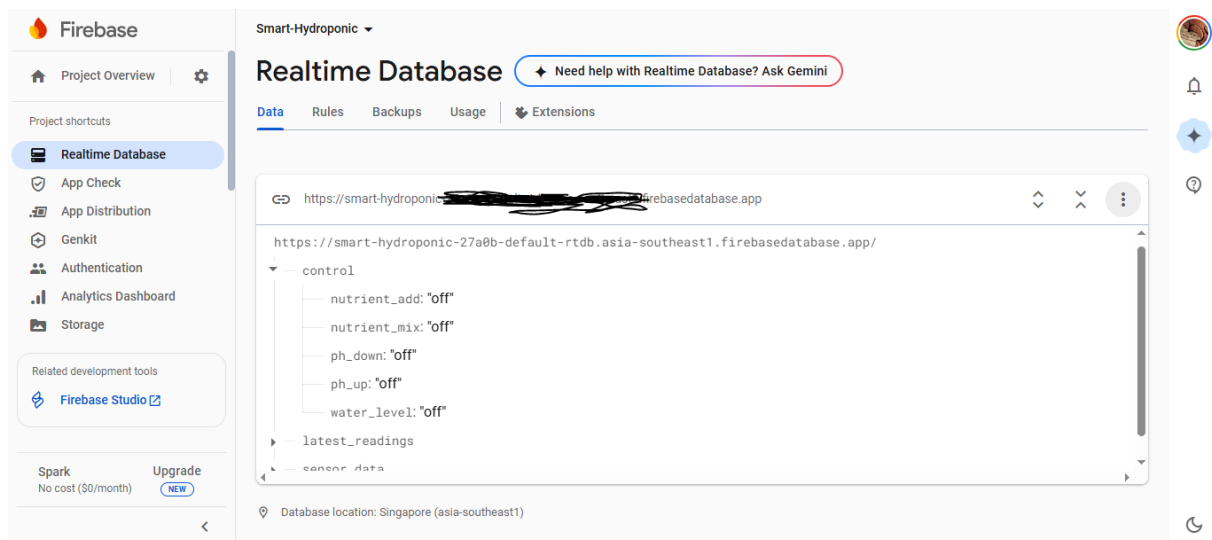 Firebase
Project Overview
Project shortcuts
Realtime Database
App Check
App Distribution
Genkit
Authentication
Analytics Dashboard
Storage
Related development tools
Firebase Studio
Spark
No cost ($0/month)
Upgrade
NEW
Smart-Hydroponic
Realtime Database
Need help with Realtime Database? Ask Gemini
Data Rules Backups Usage Extensions
https://smart-hydroponic firebasedatabase.app
https://smart-hydroponic-27a0b-default-rtdb.asia-southeast1.firebasedatabase.app/
control
nutrient_add: "off"
nutrient_mix: "off"
ph_down: "off"
ph_up: "off"
water_level: "off"
latest_readings
sensor_data
Database location: Singapore (asia-southeast1)